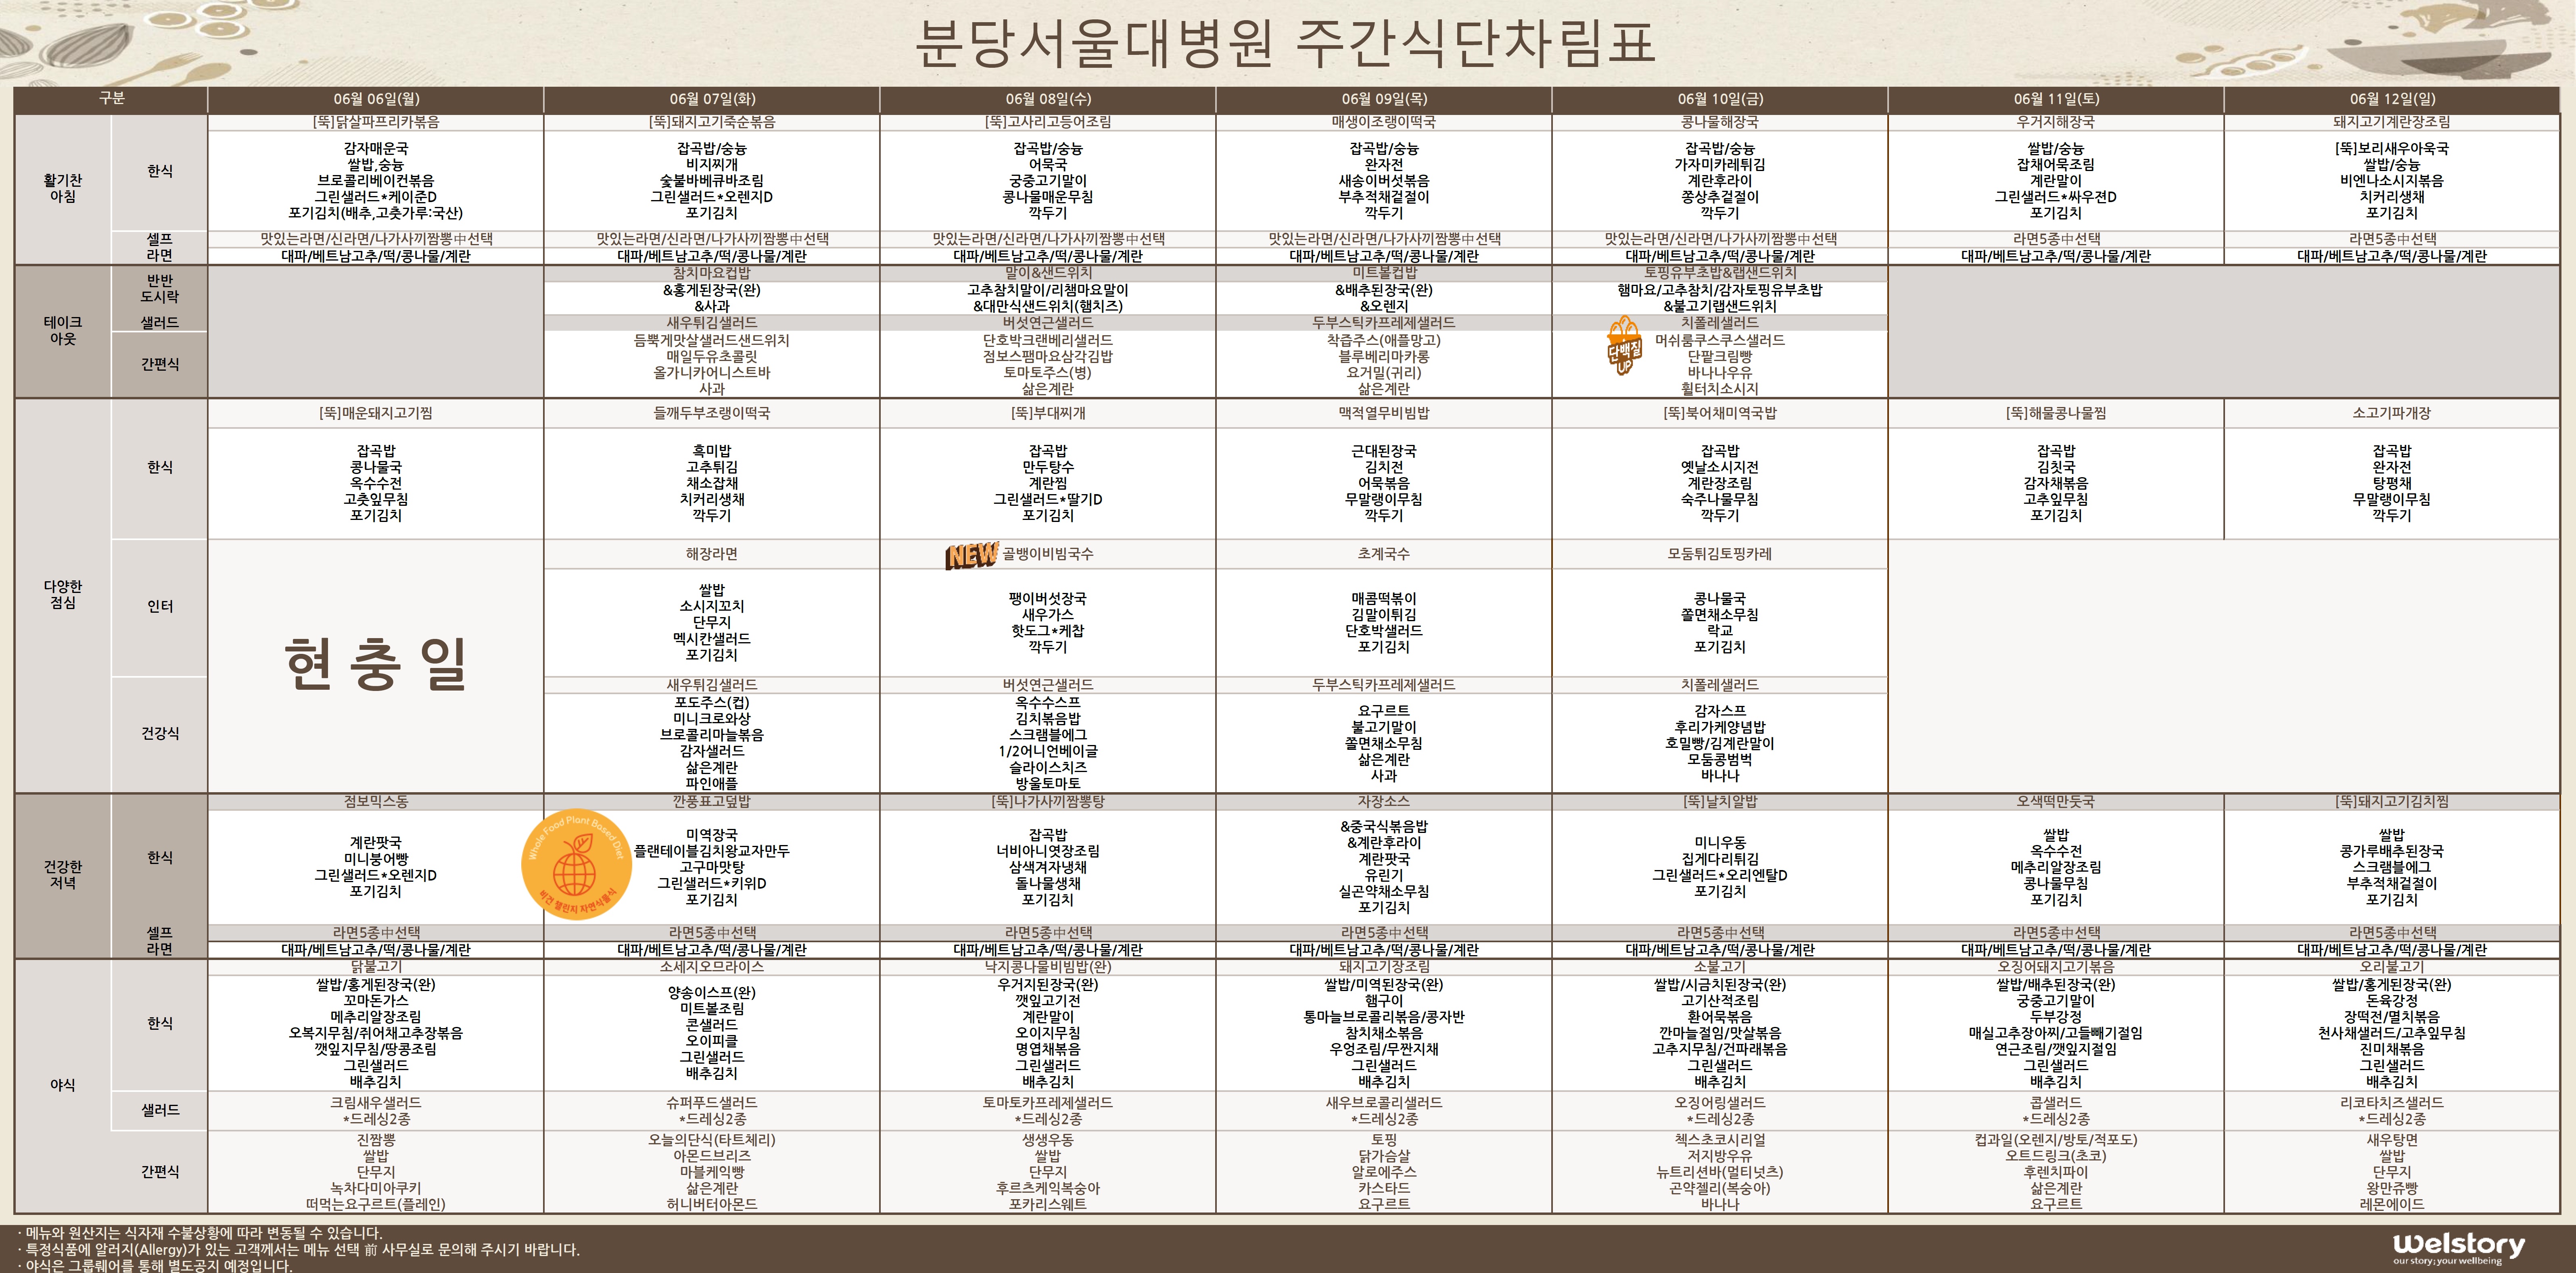 분당서울대병원 주간식단차림표
구분
06월 06일(월)
06월 07일(화)
06월 08일(수)
06월 09일(목)
06월 10일(금)
06월 11일(토)
06월 12일(일)
활기찬
아침
한식
[뚝]닭살파프리카볶음
감자매운국
쌀밥,숭늉
브로콜리베이컨볶음
그린샐러드*케이준D
포기김치(배추,고춧가루:국산)
[뚝]돼지고기죽순볶음
잡곡밥/숭늉
비지찌개
숯불바베큐바조림
그린샐러드*오렌지D
포기김치
[뚝]고사리고등어조림
잡곡밥/숭늉
어묵국
궁중고기말이
콩나물매운무침
깍두기
매생이조랭이떡국
잡곡밥/숭늉
완자전
새송이버섯볶음
부추적채겉절이
깍두기
콩나물해장국
잡곡밥/숭늉
가자미카레튀김
계란후라이
쫑상추겉절이
깍두기
우거지해장국
쌀밥/숭늉
잡채어묵조림
계란말이
그린샐러드*싸우젼D
포기김치
돼지고기계란장조림
[뚝]보리새우아욱국
쌀밥/숭늉
비엔나소시지볶음
치커리생채
포기김치
셀프
라면
맛있는라면/신라면/나가사끼짬뽕中선택
대파/베트남고추/떡/콩나물/계란
맛있는라면/신라면/나가사끼짬뽕中선택
대파/베트남고추/떡/콩나물/계란
맛있는라면/신라면/나가사끼짬뽕中선택
대파/베트남고추/떡/콩나물/계란
맛있는라면/신라면/나가사끼짬뽕中선택
대파/베트남고추/떡/콩나물/계란
맛있는라면/신라면/나가사끼짬뽕中선택
대파/베트남고추/떡/콩나물/계란
라면5종中선택
대파/베트남고추/떡/콩나물/계란
라면5종中선택
대파/베트남고추/떡/콩나물/계란
테이크
아웃
반반
도시락
참치마요컵밥
&홍게된장국(완)
&사과
말이&샌드위치
고추참치말이/리챔마요말이
&대만식샌드위치(햄치즈)
미트볼컵밥
&배추된장국(완)
&오렌지
토핑유부초밥&랩샌드위치
햄마요/고추참치/감자토핑유부초밥
&불고기랩샌드위치
샐러드
새우튀김샐러드
버섯연근샐러드
두부스틱카프레제샐러드
치폴레샐러드
간편식
듬뿍게맛살샐러드샌드위치
매일두유초콜릿
올가니카어니스트바
사과
단호박크랜베리샐러드
점보스팸마요삼각김밥
토마토주스(병)
삶은계란
착즙주스(애플망고)
블루베리마카롱
요거밀(귀리)
삶은계란
단백질
UP
머쉬룸쿠스쿠스샐러드
단팥크림빵
바나나우유
휠터치소시지
다양한
점심
한식
[뚝]매운돼지고기찜
잡곡밥
콩나물국
옥수수전
고춧잎무침
포기김치
들깨두부조랭이떡국
흑미밥
고추튀김
채소잡채
치커리생채
깍두기
[뚝]부대찌개
잡곡밥
만두탕수
계란찜
그린샐러드*딸기D
포기김치
맥적열무비빔밥
근대된장국
김치전
어묵볶음
무말랭이무침
깍두기
[뚝]북어채미역국밥
잡곡밥
옛날소시지전
계란장조림
숙주나물무침
깍두기
[뚝]해물콩나물찜
잡곡밥
김칫국
감자채볶음
고추잎무침
포기김치
소고기파개장
잡곡밥
완자전
탕평채
무말랭이무침
깍두기
현충일
인터
해장라면
쌀밥
소시지꼬치
단무지
멕시칸샐러드
포기김치
NEW
골뱅이비빔국수
팽이버섯장국
새우가스
핫도그*케찹
깍두기
초계국수
매콤떡볶이
김말이튀김
단호박샐러드
포기김치
모둠튀김토핑카레
콩나물국
쫄면채소무침
락교
포기김치
건강식
새우튀김샐러드
포도주스(컵)
미니크로와상
브로콜리마늘볶음
감자샐러드
삶은계란
파인애플
버섯연근샐러드
옥수수스프
김치볶음밥
스크램블에그
1/2어니언베이글
슬라이스치즈
방울토마토
두부스틱카프레제샐러드
요구르트
불고기말이
쫄면채소무침
삶은계란
사과
치폴레샐러드
감자스프
후리가케양념밥
호밀빵/김계란말이
모둠콩범벅
바나나
건강한
저녁
한식
점보믹스동
계란팟국
미니붕어빵
그린샐러드*오렌지D
포기김치
Whole Food Plant Based Diet
비건 챌린지 자연식물식
깐풍표고덮밥
미역장국
플랜테이블김치왕교자만두
고구마맛탕
그린샐러드*키위D
포기김치
[뚝]나가사끼짬뽕탕
잡곡밥
너비아니엿장조림
삼색겨자냉채
돌나물생채
포기김치
자장소스
&중국식볶음밥
&계란후라이
계란팟국
유린기
실곤약채소무침
포기김치
[뚝]날치알밥
미니우동
집게다리튀김
그린샐러드*오리엔탈D
포기김치
오색떡만둣국
쌀밥
옥수수전
메추리알장조림
콩나물무침
포기김치
[뚝]돼지고기김치찜
쌀밥
콩가루배추된장국
스크램블에그
부추적채겉절이
포기김치
셀프
라면
라면5종中선택
대파/베트남고추/떡/콩나물/계란
라면5종中선택
대파/베트남고추/떡/콩나물/계란
라면5종中선택
대파/베트남고추/떡/콩나물/계란
라면5종中선택
대파/베트남고추/떡/콩나물/계란
라면5종中선택
대파/베트남고추/떡/콩나물/계란
라면5종中선택
대파/베트남고추/떡/콩나물/계란
라면5종中선택
대파/베트남고추/떡/콩나물/계란
야식
한식
닭불고기
쌀밥/홍게된장국(완)
꼬마돈가스
메추리알장조림
오복지무침/쥐어채고추장볶음
깻잎지무침/땅콩조림
그린샐러드
배추김치
소세지오므라이스
양송이스프(완)
미트볼조림
콘샐러드
오이피클
그린샐러드
배추김치
낙지콩나물비빔밥(완)
우거지된장국(완)
깻잎고기전
계란말이
오이지무침
명엽채볶음
그린샐러드
배추김치
돼지고기장조림
쌀밥/미역된장국(완)
햄구이
통마늘브로콜리볶음/콩자반
참치채소볶음
우엉조림/무짠지채
그린샐러드
배추김치
소불고기
쌀밥/시금치된장국(완)
고기산적조림
환어묵볶음
깐마늘절임/맛살볶음
고추지무침/건파래볶음
그린샐러드
배추김치
오징어돼지고기볶음
쌀밥/배추된장국(완)
궁중고기말이
두부강정
매실고추장아찌/고들빼기절임
연근조림/깻잎지절임
그린샐러드
배추김치
오리불고기
쌀밥/홍게된장국(완)
돈육강정
장떡전/멸치볶음
천사채샐러드/고추잎무침
진미채볶음
그린샐러드
배추김치
샐러드
크림새우샐러드
*드레싱2종
슈퍼푸드샐러드
*드레싱2종
토마토카프레제샐러드
*드레싱2종
새우브로콜리샐러드
*드레싱2종
오징어링샐러드
*드레싱2종
콥샐러드
*드레싱2종
리코타치즈샐러드
*드레싱2종
간편식
진짬뽕
쌀밥
단무지
녹차다미아쿠키
떠먹는요구르트(플레인)
오늘의단식(타트체리)
아몬드브리즈
마블케익빵
삶은계란
허니버터아몬드
생생우동
쌀밥
단무지
후르츠케익복숭아
포카리스웨트
토핑
닭가슴살
알로에주스
카스타드
요구르트
첵스초코시리얼
저지방우유
뉴트리션바(멀티넛츠)
곤약젤리(복숭아)
바나나
컵과일(오렌지/방토/적포도)
오트드링크(초코)
후렌치파이
삶은계란
요구르트
새우탕면
쌀밥
단무지
왕만쥬빵
레몬에이드
· 메뉴와 원산지는 식자재 수불상황에 따라 변동될 수 있습니다.
· 특정식품에 알러지(Allergy)가 있는 고객께서는 메뉴 선택 前 사무실로 문의해 주시기 바랍니다.
· 야식은 그룹웨어를 통해 별도공지 예정입니다.
welstory
our story; your wellbeing